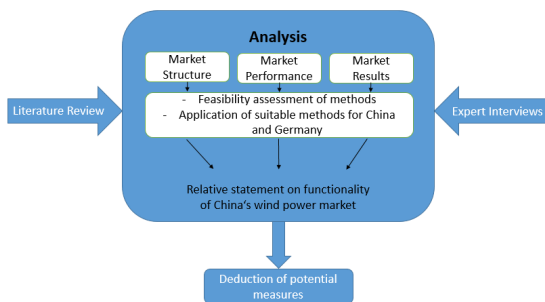 Analysis
Market
Structure
Market
Performance
Market
Results
- Feasibility assessment of methods
- Application of suitable methods for China
and Germany
Literature Review
Expert Interviews
Relative statement on functionality
of China's wind power market
Deduction of potential
measures